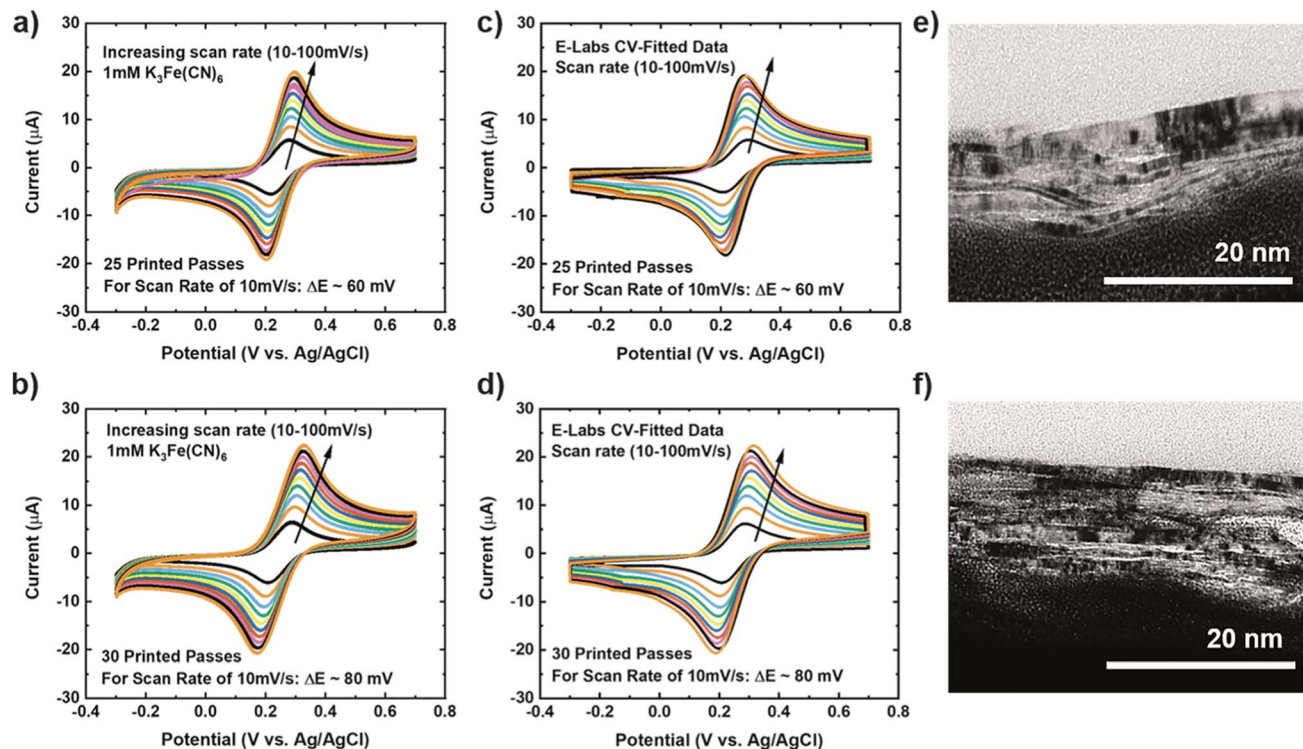 a)
Increasing scan rate (10-100mV/s)
1mM K₃Fe(CN)₆
25 Printed Passes
For Scan Rate of 10mV/s: ΔE ~ 60 mV
30
20
10
0
-10
-20
-30
Current (μA)
-0.4 -0.2 0.0 0.2 0.4 0.6 0.8
Potential (V vs. Ag/AgCl)
c)
E-Labs CV-Fitted Data
Scan rate (10-100mV/s)
25 Printed Passes
For Scan Rate of 10mV/s: ΔE ~ 60 mV
30
20
10
0
-10
-20
-30
Current (μA)
-0.4 -0.2 0.0 0.2 0.4 0.6 0.8
Potential (V vs. Ag/AgCl)
e)
20 nm
b)
Increasing scan rate (10-100mV/s)
1mM K₃Fe(CN)₆
30 Printed Passes
For Scan Rate of 10mV/s: ΔE ~ 80 mV
30
20
10
0
-10
-20
-30
Current (μA)
-0.4 -0.2 0.0 0.2 0.4 0.6 0.8
Potential (V vs. Ag/AgCl)
d)
E-Labs CV-Fitted Data
Scan rate (10-100mV/s)
30 Printed Passes
For Scan Rate of 10mV/s: ΔE ~ 80 mV
30
20
10
0
-10
-20
-30
Current (μA)
-0.4 -0.2 0.0 0.2 0.4 0.6 0.8
Potential (V vs. Ag/AgCl)
f)
20 nm